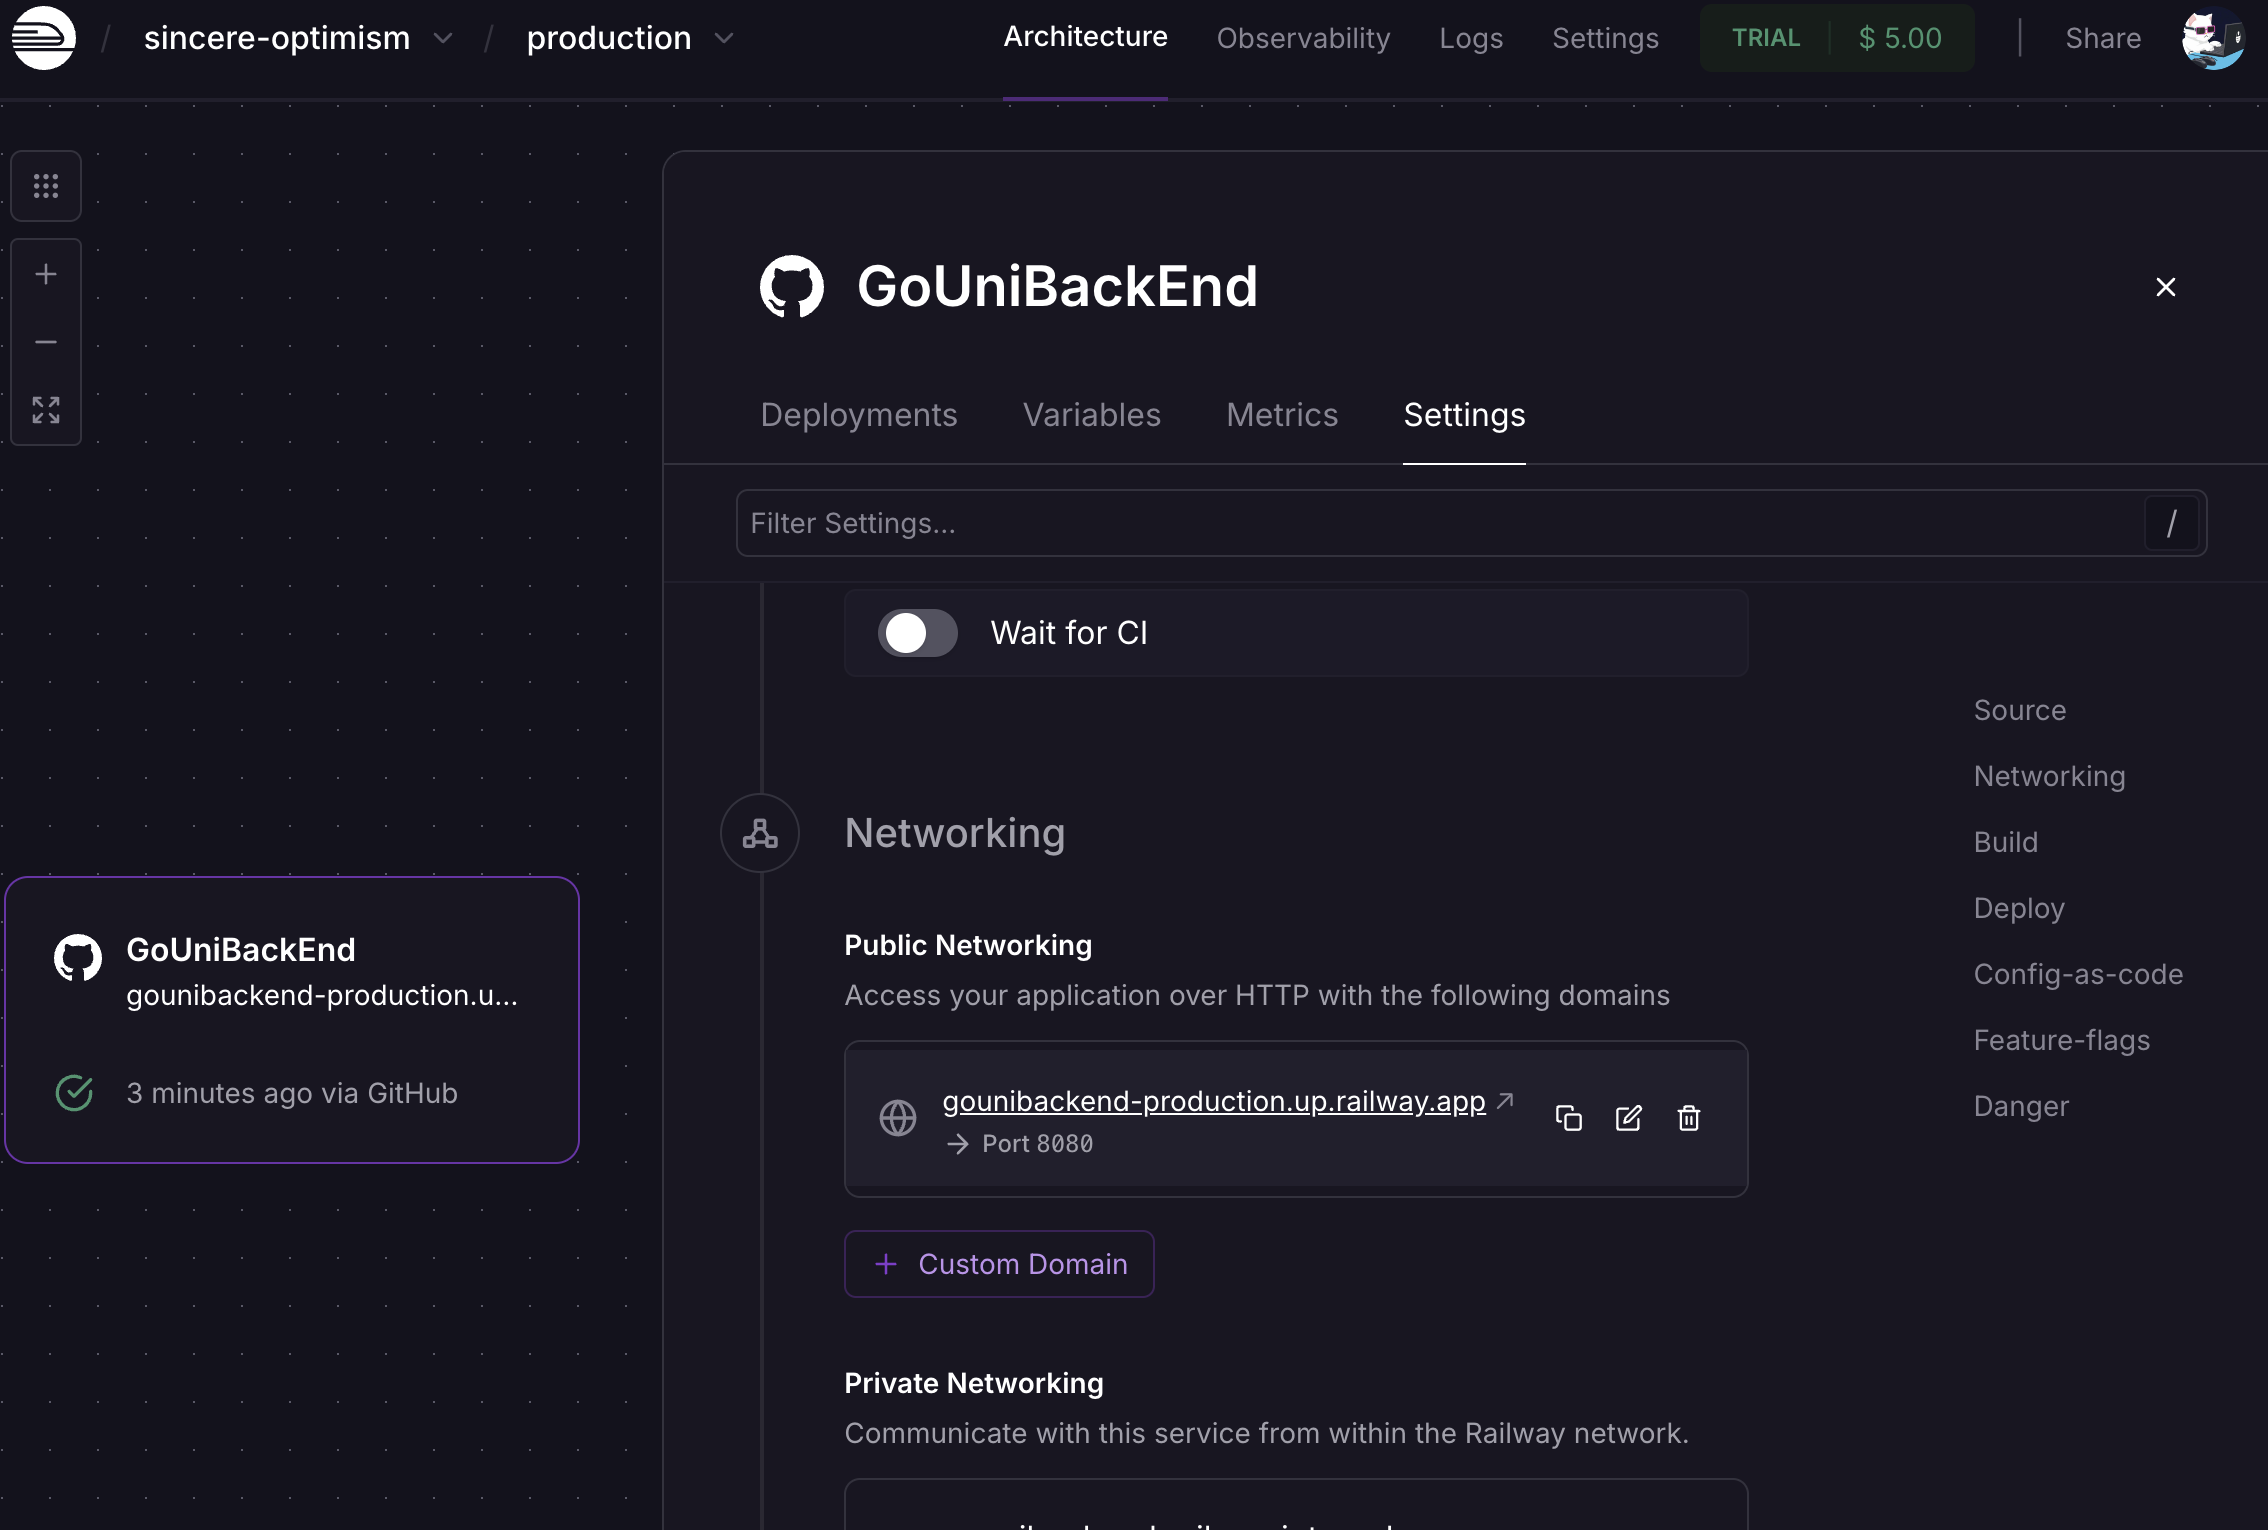 / sincere-optimism / production
Architecture Observability Logs Settings TRIAL $ 5.00 Share
GoUniBackEnd
Deployments Variables Metrics Settings
Filter Settings... /
Wait for CI
Networking
Public Networking
Access your application over HTTP with the following domains
gounibackend-production.up.railway.app
Port 8080
Custom Domain
Private Networking
Communicate with this service from within the Railway network.
Source
Networking
Build
Deploy
Config-as-code
Feature-flags
Danger
GoUniBackEnd
gounibackend-production.u...
3 minutes ago via GitHub